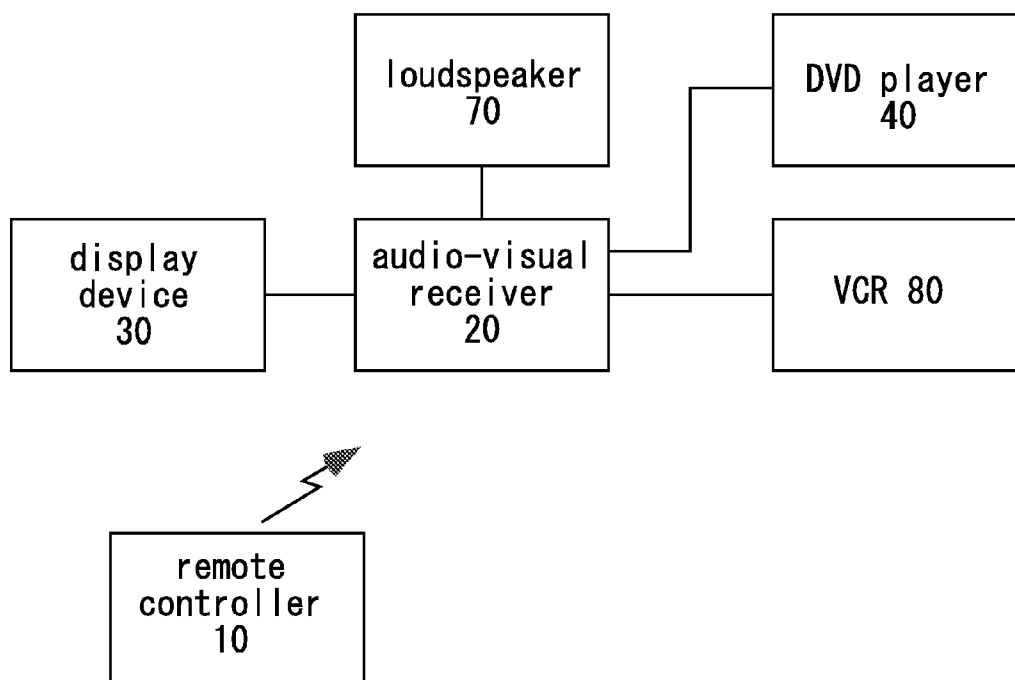 loudspeaker
70
DVD player
40
display
device
30
audio-visual
receiver
20
VCR 80
remote
controller
10